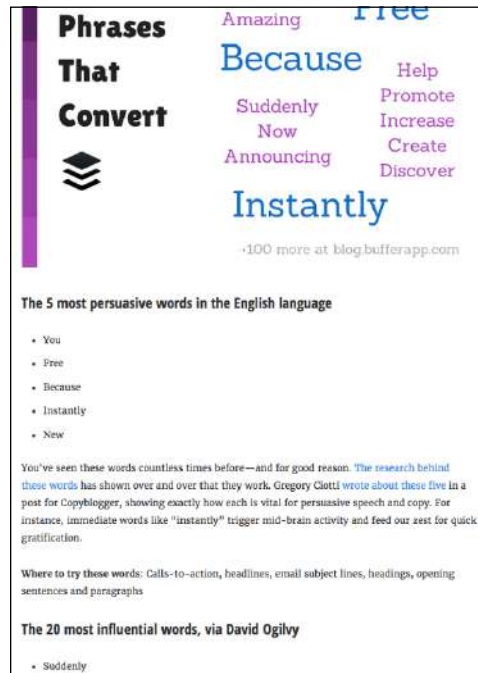 Phrases
That
Convert
Amazing
Free
Because
Suddenly
Now
Announcing
Help
Promote
Increase
Create
Discover
Instantly
+100 more at blog.bufferapp.com
The 5 most persuasive words in the English language
• You
• Free
• Because
• Instantly
• New
You've seen these words countless times before—and for good reason. The research behind
these words has shown over and over that they work. Gregory Ciotti wrote about these five in a
post for Copyblogger, showing exactly how each is vital for persuasive speech and copy. For
instance, immediate words like "instantly" trigger mid-brain activity and feed our zest for quick
gratification.
Where to try these words: Calls-to-action, headlines, email subject lines, headings, opening
sentences and paragraphs
The 20 most influential words, via David Ogilvy
• Suddenly